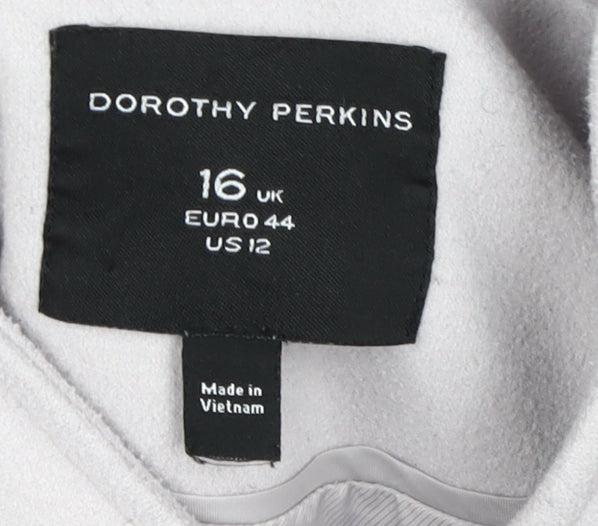 DOROTHY PERKINS
16 UK
EURO 44
US 12
Made in
Vietnam